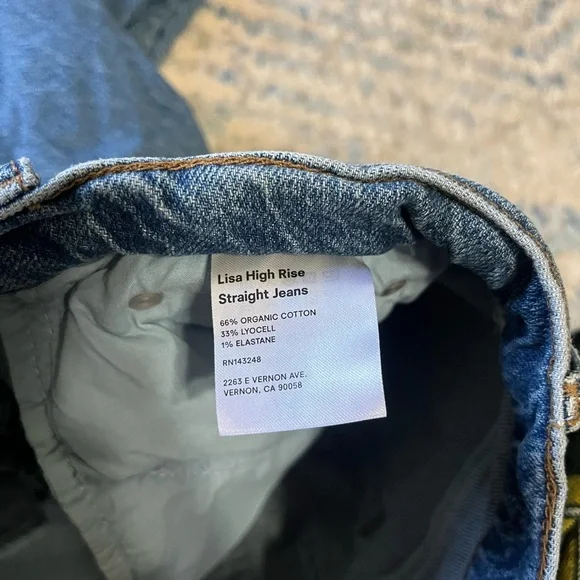 Lisa High Rise
Straight Jeans
66% ORGANIC COTTON
33% LYOCELL
1% ELASTANE
RN143248
2263 E VERNON AVE.
VERNON, CA 90058